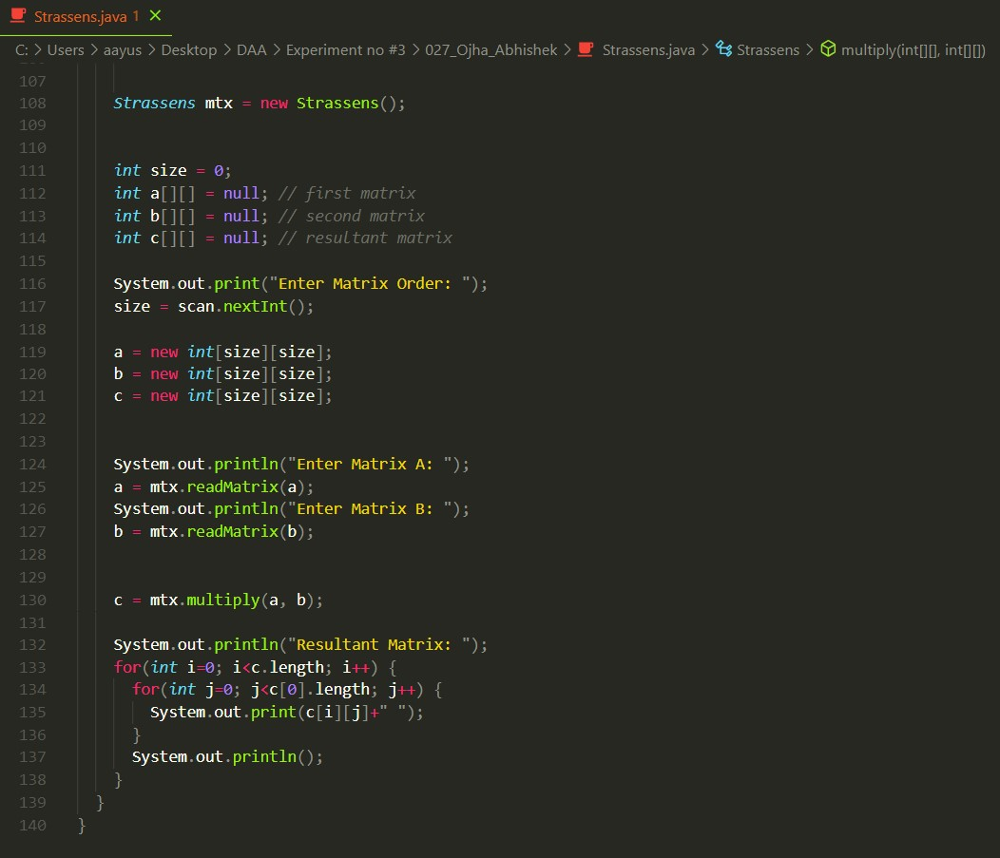 Strassens.java 1 ×
C: > Users > aayus > Desktop > DAA > Experiment no #3 > 027_Ojha_Abhishek > Strassens.java > Strassens > multiply(int[][], int[][])
107
108 Strassens mtx = new Strassens();
109
110
111 int size = 0;
112 int a[][] = null; // first matrix
113 int b[][] = null; // second matrix
114 int c[][] = null; // resultant matrix
115
116 System.out.print("Enter Matrix Order: ");
117 size = scan.nextInt();
118
119 a = new int[size][size];
120 b = new int[size][size];
121 c = new int[size][size];
122
123
124 System.out.println("Enter Matrix A: ");
125 a = mtx.readMatrix(a);
126 System.out.println("Enter Matrix B: ");
127 b = mtx.readMatrix(b);
128
129
130 c = mtx.multiply(a, b);
131
132 System.out.println("Resultant Matrix: ");
133 for(int i=0; i<c.length; i++) {
134 for(int j=0; j<c[0].length; j++) {
135 System.out.print(c[i][j]+" ");
136 }
137 System.out.println();
138 }
139 }
140 }